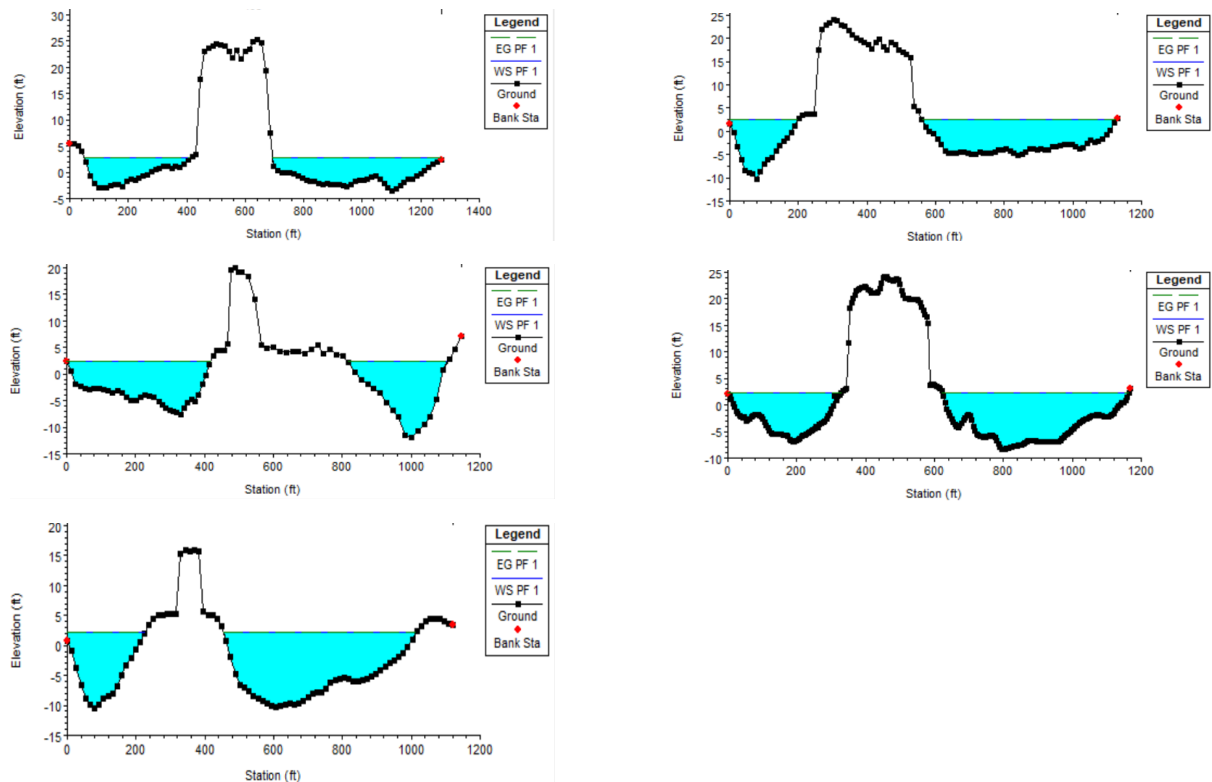 30
25
20
15
10
5
0
-5
Elevation (ft)
0 200 400 600 800 1000 1200 1400
Station (ft)
Legend
EG PF 1
WS PF 1
Ground
Bank Sta
25
20
15
10
5
0
-5
-10
-15
Elevation (ft)
0 200 400 600 800 1000 1200
Station (ft)
Legend
EG PF 1
WS PF 1
Ground
Bank Sta
20
15
10
5
0
-5
-10
-15
Elevation (ft)
0 200 400 600 800 1000 1200
Station (ft)
Legend
EG PF 1
WS PF 1
Ground
Bank Sta
25
20
15
10
5
0
-5
-10
Elevation (ft)
0 200 400 600 800 1000 1200
Station (ft)
Legend
EG PF 1
WS PF 1
Ground
Bank Sta
20
15
10
5
0
-5
-10
-15
Elevation (ft)
0 200 400 600 800 1000 1200
Station (ft)
Legend
EG PF 1
WS PF 1
Ground
Bank Sta